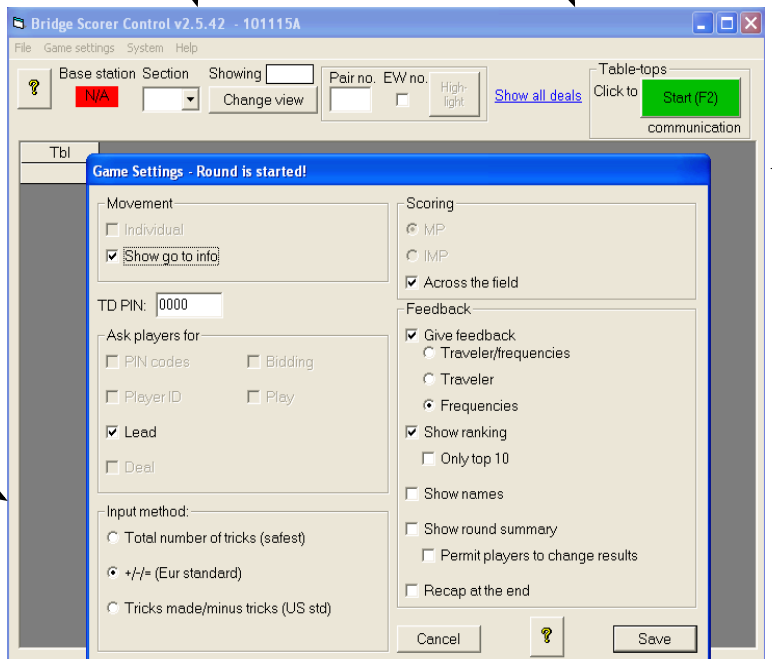 Bridge Scorer Control v2.5.42 - 101115A
File Game settings System Help
Base station Section Showing Pair no. EW no. Table-tops
? N/A Change view High-light Show all deals Click to Start (F2)
communication
Tbl
Game Settings - Round is started!
Movement
Individual
Show go to info
TD PIN: 0000
Ask players for
PIN codes Bidding
Player ID Play
Lead
Deal
Input method:
Total number of tricks (safest)
+/-/= (Eur standard)
Tricks made/minus tricks (US std)
Scoring
MP
IMP
Across the field
Feedback
Give feedback
Traveler/frequencies
Traveler
Frequencies
Show ranking
Only top 10
Show names
Show round summary
Permit players to change results
Recap at the end
Cancel ? Save